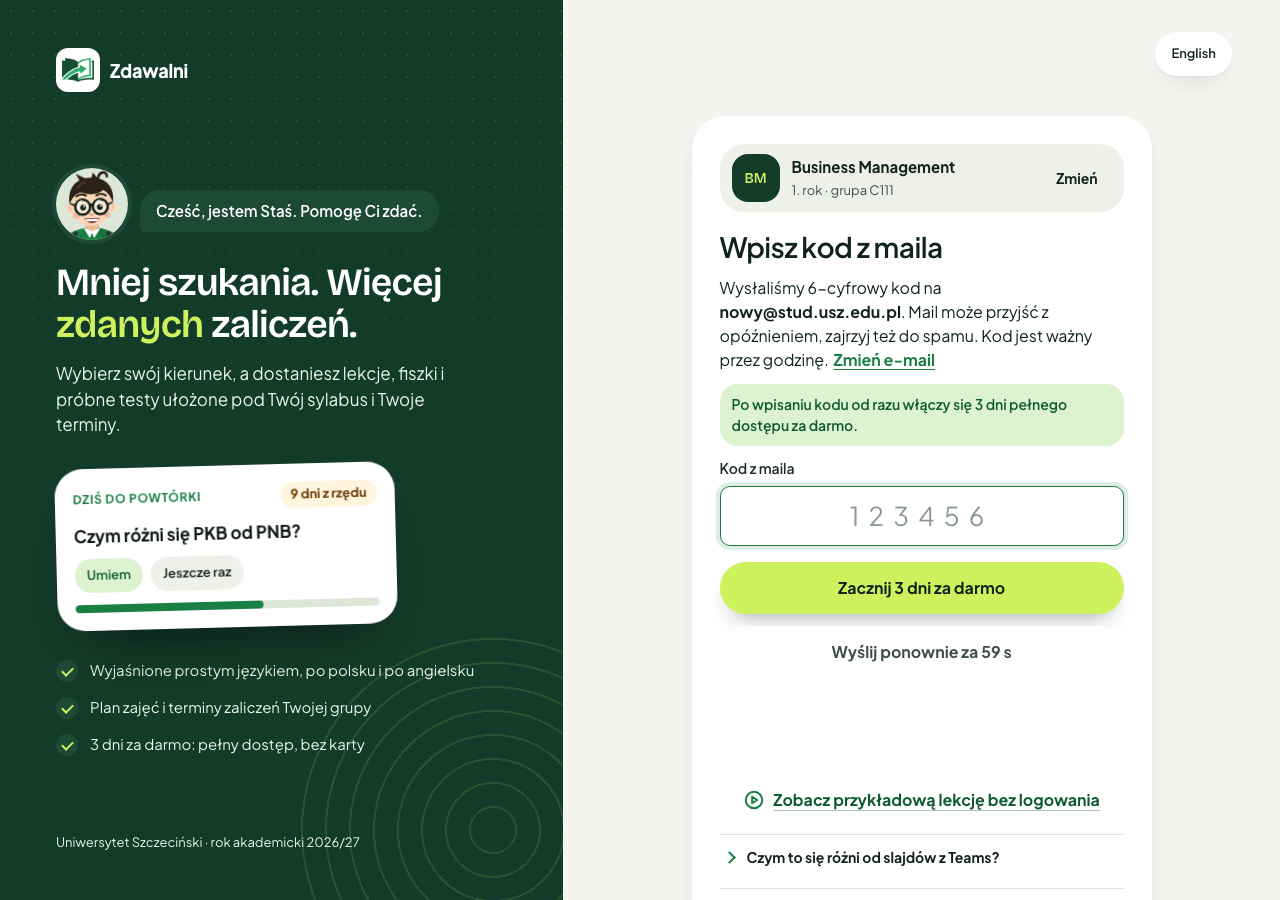 Zdawalni
English
Cześć, jestem Staś. Pomogę Ci zdać.
Mniej szukania. Więcej
zdanych zaliczeń.
Wybierz swój kierunek, a dostaniesz lekcje, fiszki i
próbne testy ułożone pod Twój sylabus i Twoje
terminy.
DZIŚ DO POWTÓRKI
9 dni z rzędu
Czym różni się PKB od PNB?
Umiem
Jeszcze raz
Wyjaśnione prostym językiem, po polsku i po angielsku
Plan zajęć i terminy zaliczeń Twojej grupy
3 dni za darmo: pełny dostęp, bez karty
Uniwersytet Szczeciński · rok akademicki 2026/27
BM
Business Management
1. rok · grupa C111
Zmień
Wpisz kod z maila
Wysłaliśmy 6-cyfrowy kod na
nowy@stud.usz.edu.pl. Mail może przyjść z
opóźnieniem, zajrzyj też do spamu. Kod jest ważny
przez godzinę. Zmień e-mail
Po wpisaniu kodu od razu włączy się 3 dni pełnego
dostępu za darmo.
Kod z maila
123456
Zacznij 3 dni za darmo
Wyślij ponownie za 59 s
Zobacz przykładową lekcję bez logowania
Czym to się różni od slajdów z Teams?